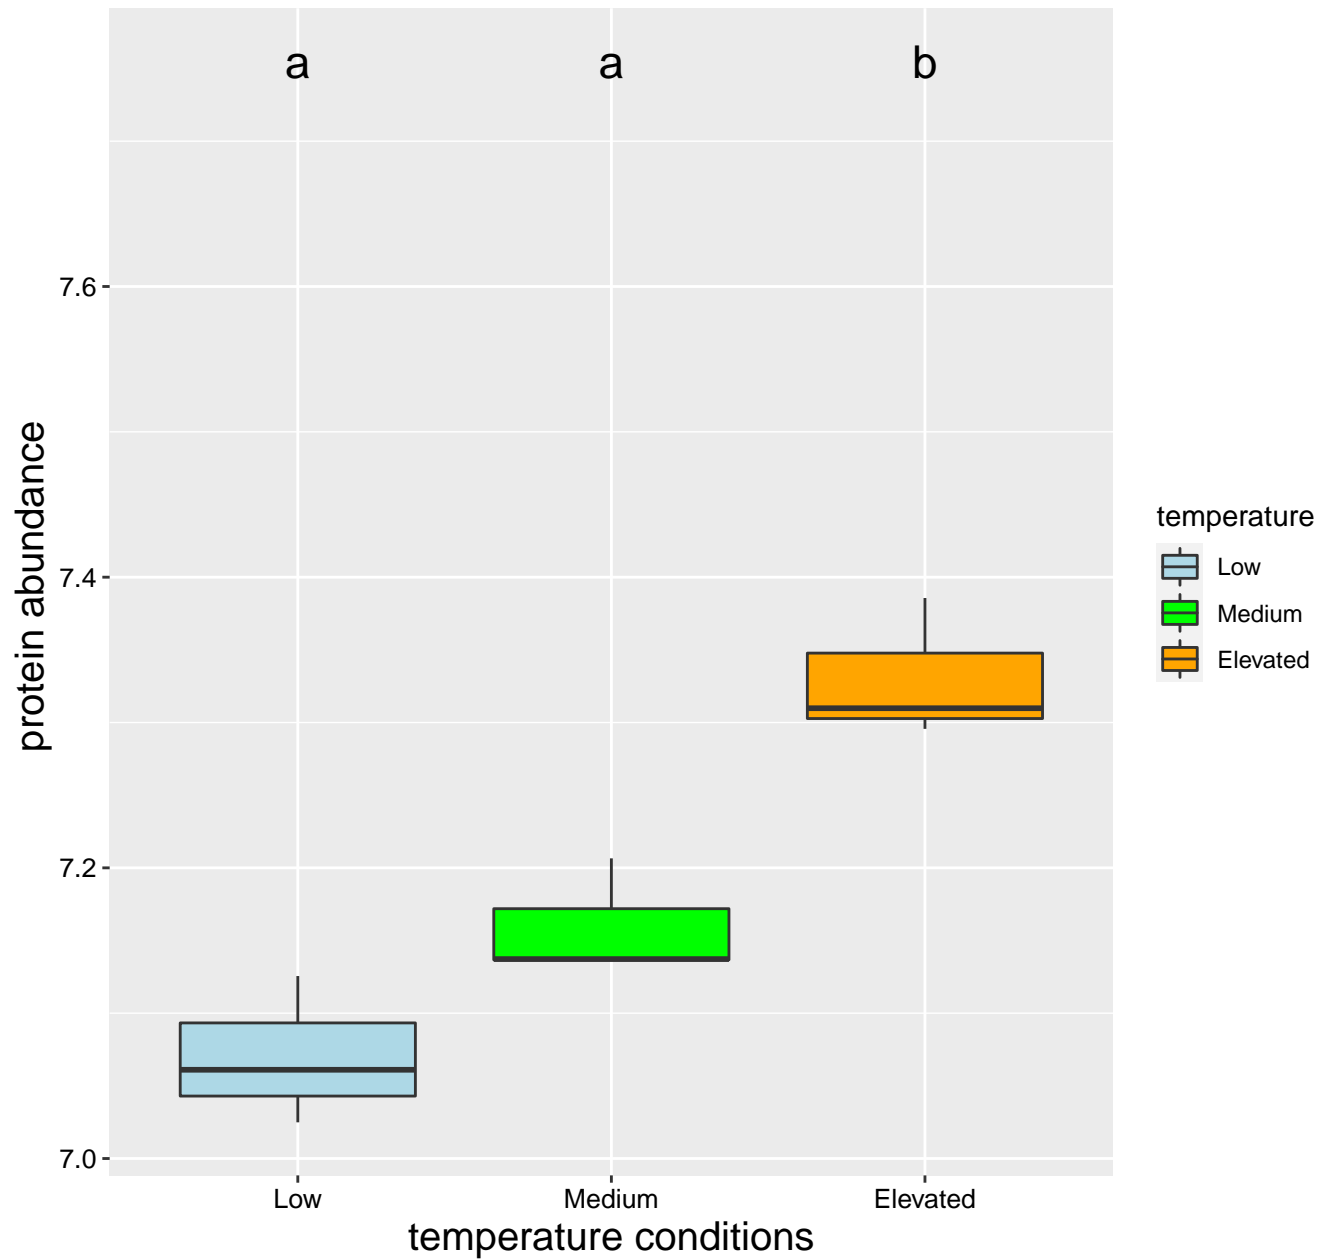 a a b
7.6
7.4
7.2
7.0
protein abundance
Low Medium Elevated
temperature conditions
temperature
Low
Medium
Elevated